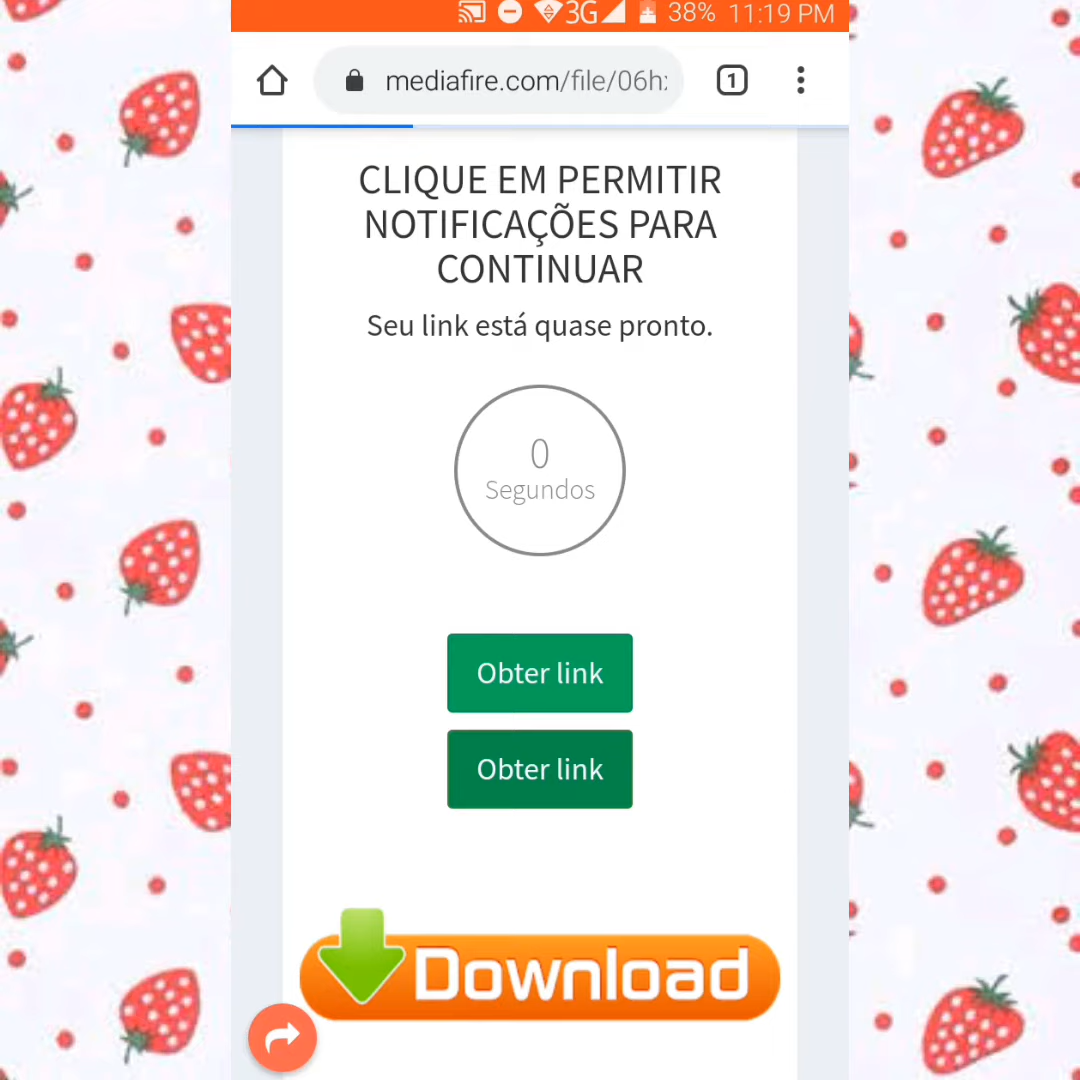 3G 38% 11:19 PM
mediafire.com/file/06h
1
CLIQUE EM PERMITIR
NOTIFICAÇÕES PARA
CONTINUAR
Seu link está quase pronto.
0
Segundos
Obter link
Obter link
Download